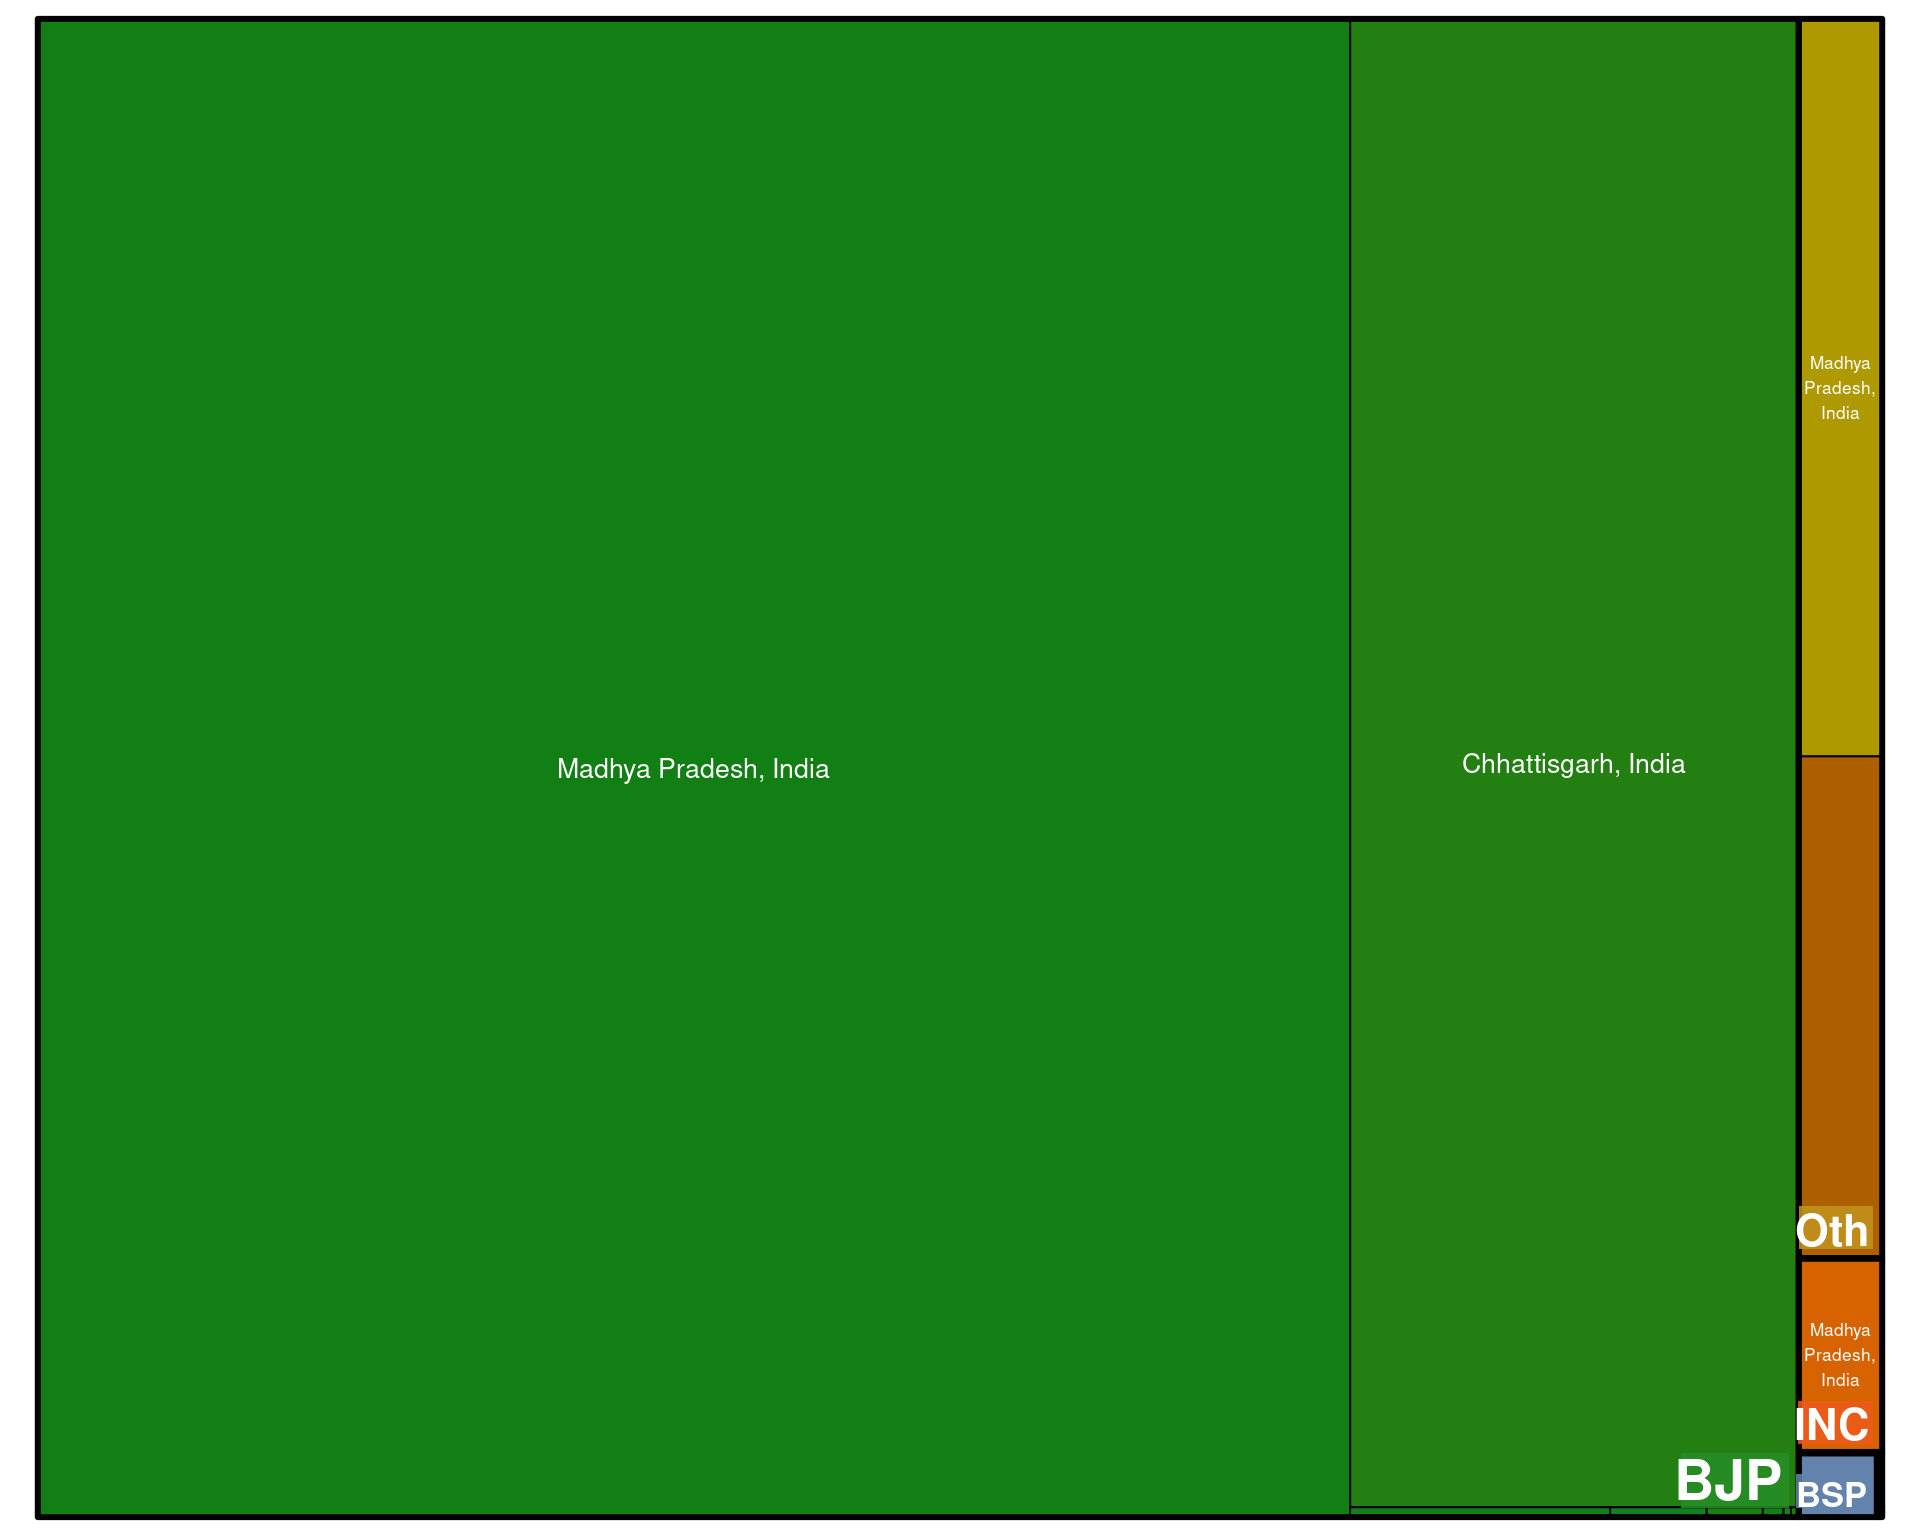 Madhya Pradesh, India
Chhattisgarh, India
BJP
Madhya
Pradesh,
India
Oth
Madhya
Pradesh,
India
INC
BSP